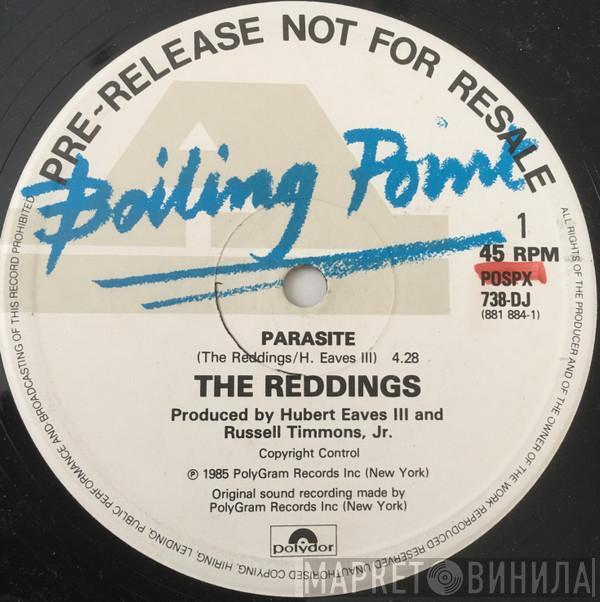 PRE-RELEASE NOT FOR RESALE
Boiling Point
1
45 RPM
POSPX
738-DJ
(881 884-1)
PARASITE
(The Reddings/H. Eaves III) 4.28
THE REDDINGS
Produced by Hubert Eaves III and
Russell Timmons, Jr.
Copyright Control
Ⓟ 1985 PolyGram Records Inc (New York)
Original sound recording made by
PolyGram Records Inc (New York)
polydor
ALL RIGHTS OF THE PRODUCER AND OF THE OWNER OF THE WORK REPRODUCED RESERVED. UNAUTHORISED COPYING, HIRING, LENDING, PUBLIC PERFORMANCE AND BROADCASTING OF THIS RECORD PROHIBITED
МАРКЕТ ВИНИЛА